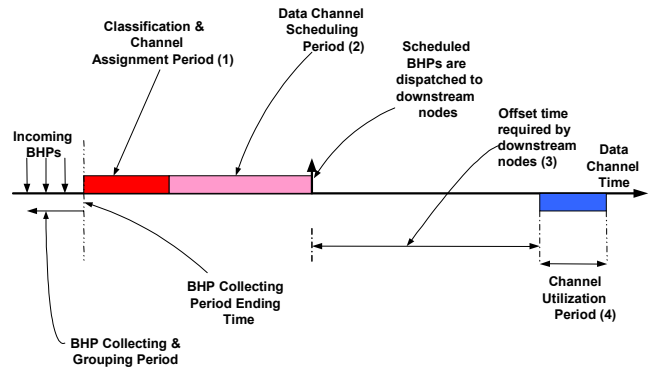 Classification &
Channel
Assignment Period (1)
Data Channel
Scheduling
Period (2)
Scheduled
BHPs are
dispatched to
downstream
nodes
Offset time
required by
downstream
nodes (3)
Data
Channel
Time
Incoming
BHPs
BHP Collecting
Period Ending
Time
Channel
Utilization
Period (4)
BHP Collecting &
Grouping Period